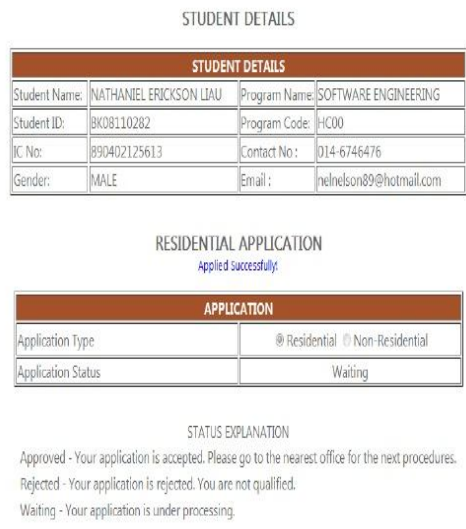 STUDENT DETAILS
STUDENT DETAILS
Student Name: NATHANIEL ERICKSON LIAU Program Name: SOFTWARE ENGINEERING
Student ID: BK08110282 Program Code: HC00
IC No: 890402125613 Contact No : 014-6746476
Gender: MALE Email : nelnelson89@hotmail.com
RESIDENTIAL APPLICATION
Applied Successfully!
APPLICATION
Application Type Residential Non-Residential
Application Status Waiting
STATUS EXPLANATION
Approved - Your application is accepted. Please go to the nearest office for the next procedures.
Rejected - Your application is rejected. You are not qualified.
Waiting - Your application is under processing.